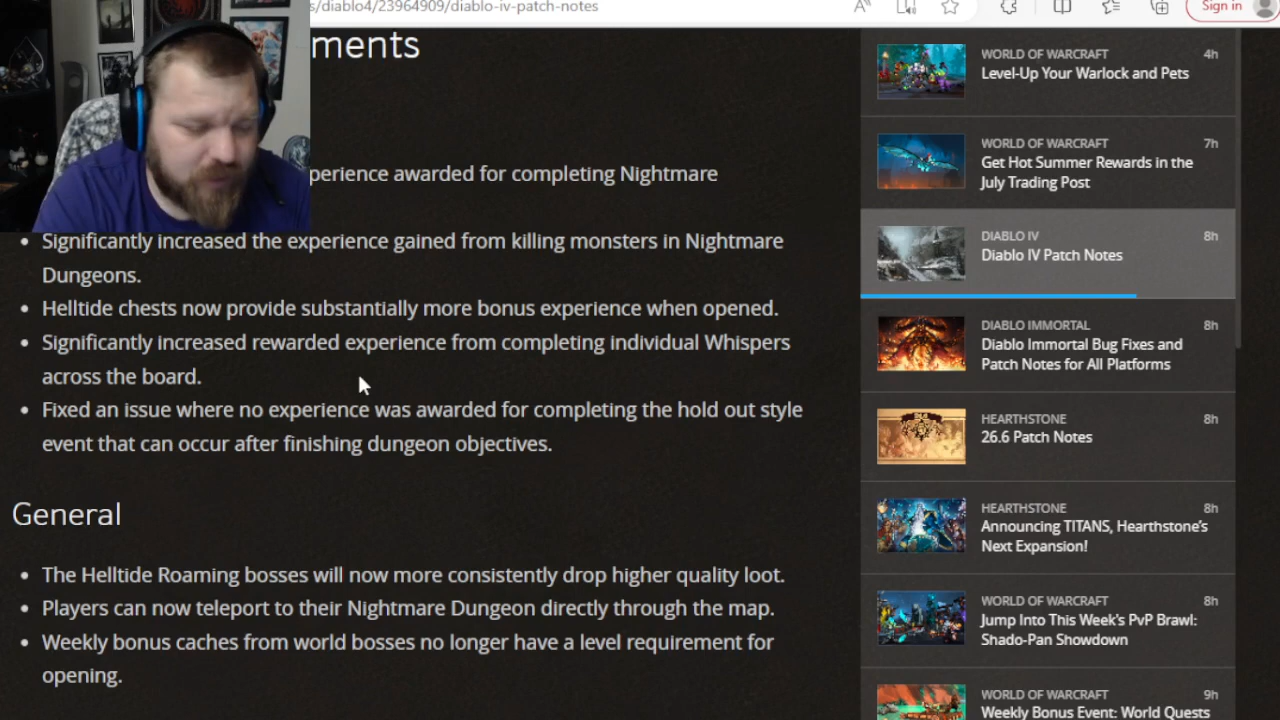 s/diablo4/23964909/diablo-iv-patch-notes
Sign in
ments
perience awarded for completing Nightmare
• Significantly increased the experience gained from killing monsters in Nightmare
Dungeons.
• Helltide chests now provide substantially more bonus experience when opened.
• Significantly increased rewarded experience from completing individual Whispers
across the board.
• Fixed an issue where no experience was awarded for completing the hold out style
event that can occur after finishing dungeon objectives.
General
• The Helltide Roaming bosses will now more consistently drop higher quality loot.
• Players can now teleport to their Nightmare Dungeon directly through the map.
• Weekly bonus caches from world bosses no longer have a level requirement for
opening.
WORLD OF WARCRAFT 4h
Level-Up Your Warlock and Pets
WORLD OF WARCRAFT 7h
Get Hot Summer Rewards in the
July Trading Post
DIABLO IV 8h
Diablo IV Patch Notes
DIABLO IMMORTAL 8h
Diablo Immortal Bug Fixes and
Patch Notes for All Platforms
HEARTHSTONE 8h
26.6 Patch Notes
HEARTHSTONE 8h
Announcing TITANS, Hearthstone's
Next Expansion!
WORLD OF WARCRAFT 8h
Jump Into This Week's PvP Brawl:
Shado-Pan Showdown
WORLD OF WARCRAFT 9h
Weekly Bonus Event: World Quests